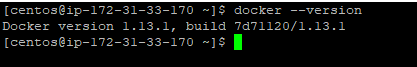 [centos@ip-172-31-33-170 ~]$ docker --version
Docker version 1.13.1, build 7d71120/1.13.1
[centos@ip-172-31-33-170 ~]$